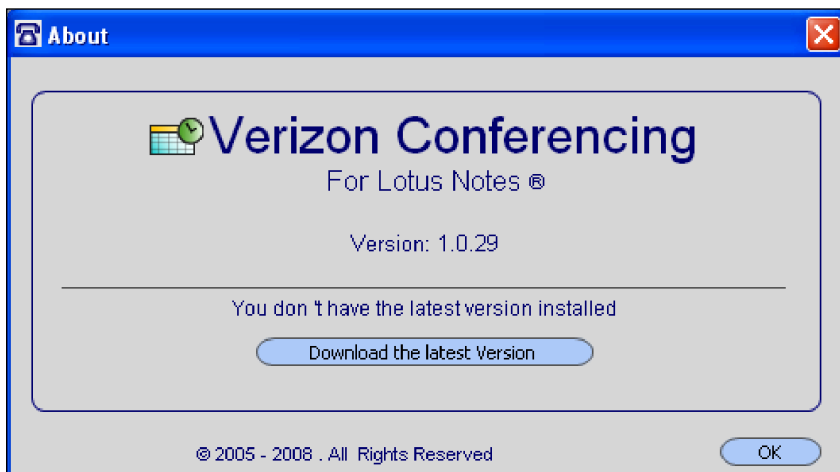 About
Verizon Conferencing
For Lotus Notes ®
Version: 1.0.29
You don 't have the latest version installed
Download the latest Version
© 2005 - 2008 . All Rights Reserved
OK